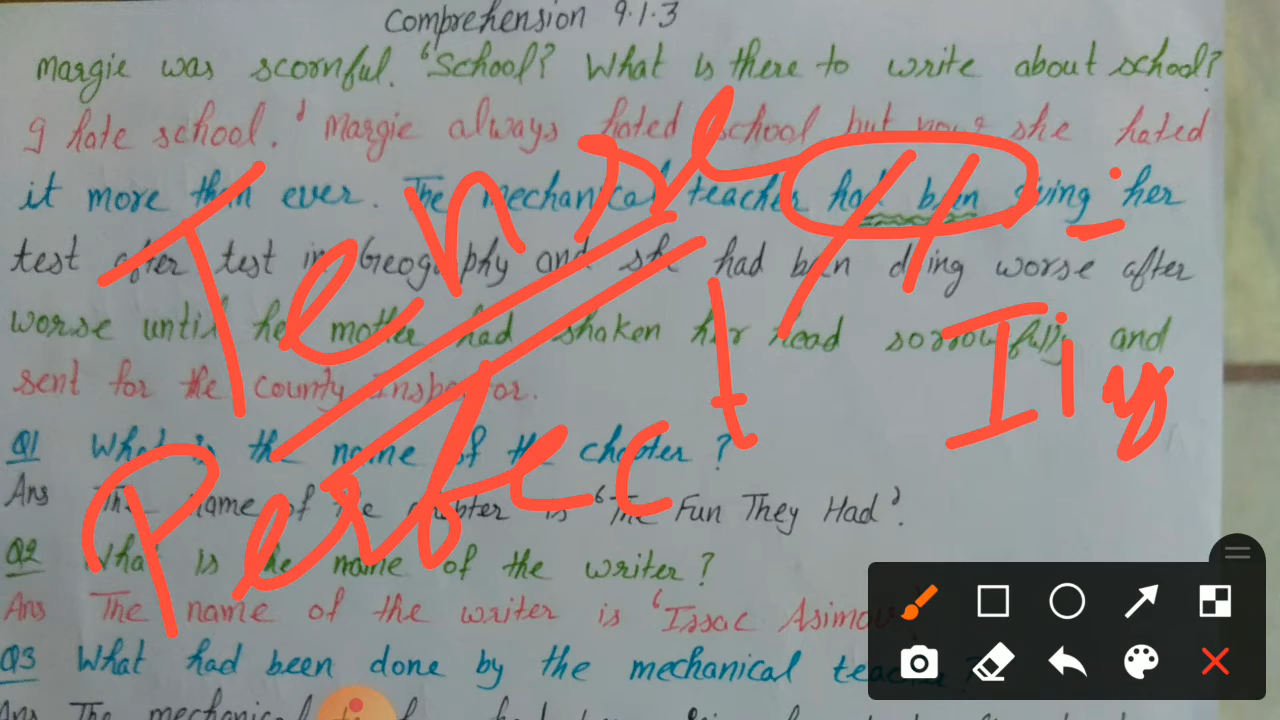 Comprehension 9.1.3
Margie was scornful. 'School? What is there to write about school?
I hate school.' Margie always hated school but now she hated
it more than ever. The mechanical teacher had been giving her
test after test in Geography and she had been doing worse after
worse until her mother had shaken her head sorrowfully and
sent for the County Inspector.
Tense
Perfect
Q1 What is the name of the chapter?
Ans The name of the chapter is 'The Fun They Had'.
Q2 What is the name of the writer?
Ans The name of the writer is 'Issac Asimov'
Q3 What had been done by the mechanical teacher
Ans The mechanical